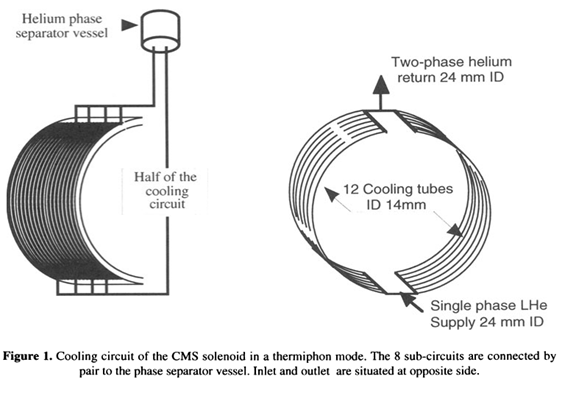 Helium phase
separator vessel
Half of the
cooling
circuit
Two-phase helium
return 24 mm ID
12 Cooling tubes
ID 14mm
Single phase LHe
Supply 24 mm ID
Figure 1. Cooling circuit of the CMS solenoid in a thermiphon mode. The 8 sub-circuits are connected by
pair to the phase separator vessel. Inlet and outlet are situated at opposite side.